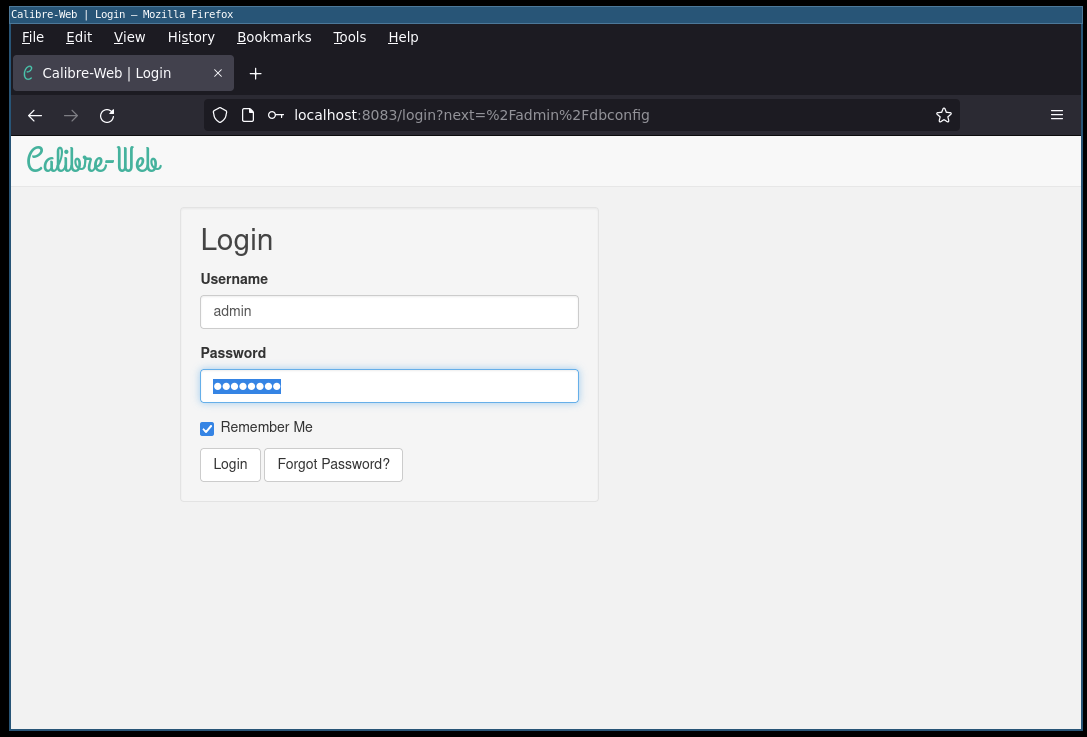 Calibre-Web | Login — Mozilla Firefox
File Edit View History Bookmarks Tools Help
Calibre-Web | Login
localhost:8083/login?next=%2Fadmin%2Fdbconfig
Calibre-Web
Login
Username
admin
Password
••••••••
Remember Me
Login Forgot Password?